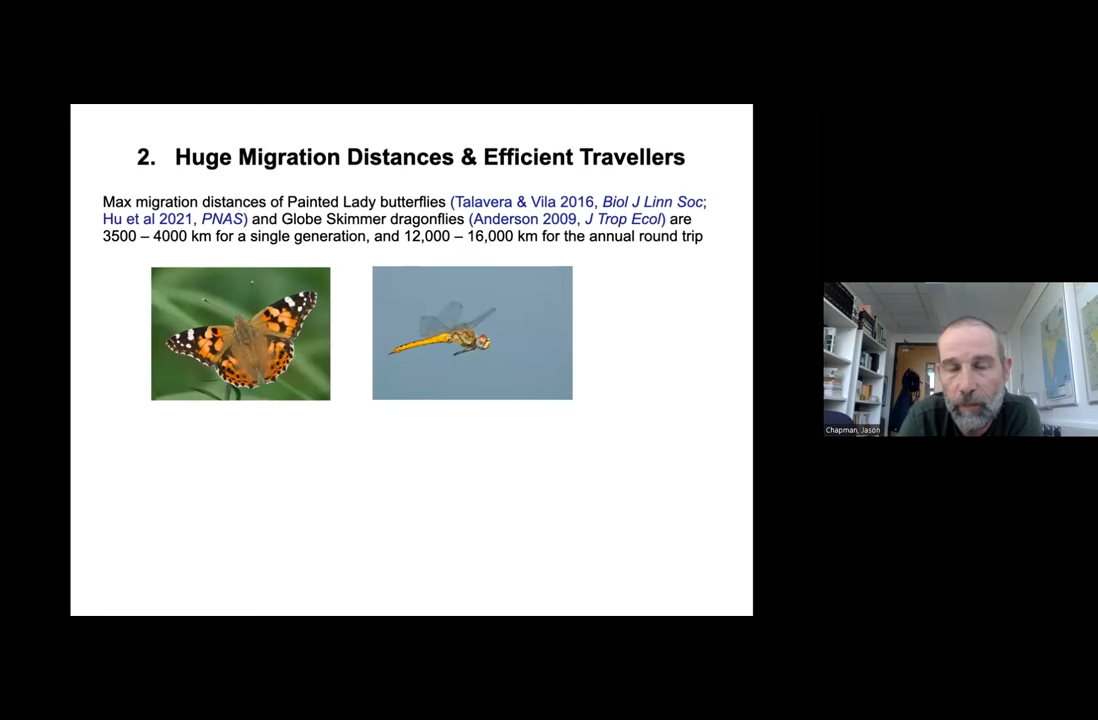 2. Huge Migration Distances & Efficient Travellers
Max migration distances of Painted Lady butterflies (Talavera & Vila 2016, Biol J Linn Soc;
Hu et al 2021, PNAS) and Globe Skimmer dragonflies (Anderson 2009, J Trop Ecol) are
3500 – 4000 km for a single generation, and 12,000 – 16,000 km for the annual round trip
Chapman, Jason